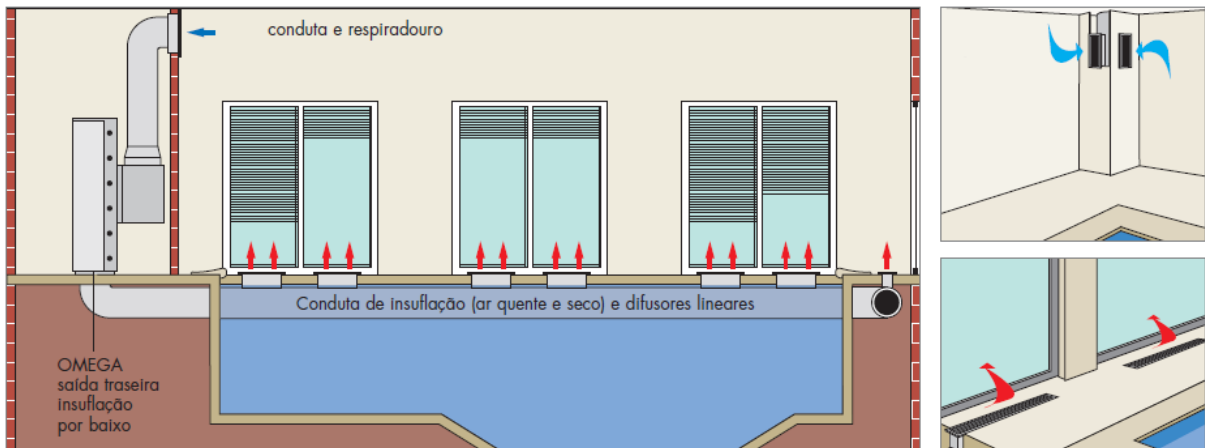 conduta e respiradouro
Conduta de insuflação (ar quente e seco) e difusores lineares
OMEGA
saída traseira
insuflação
por baixo